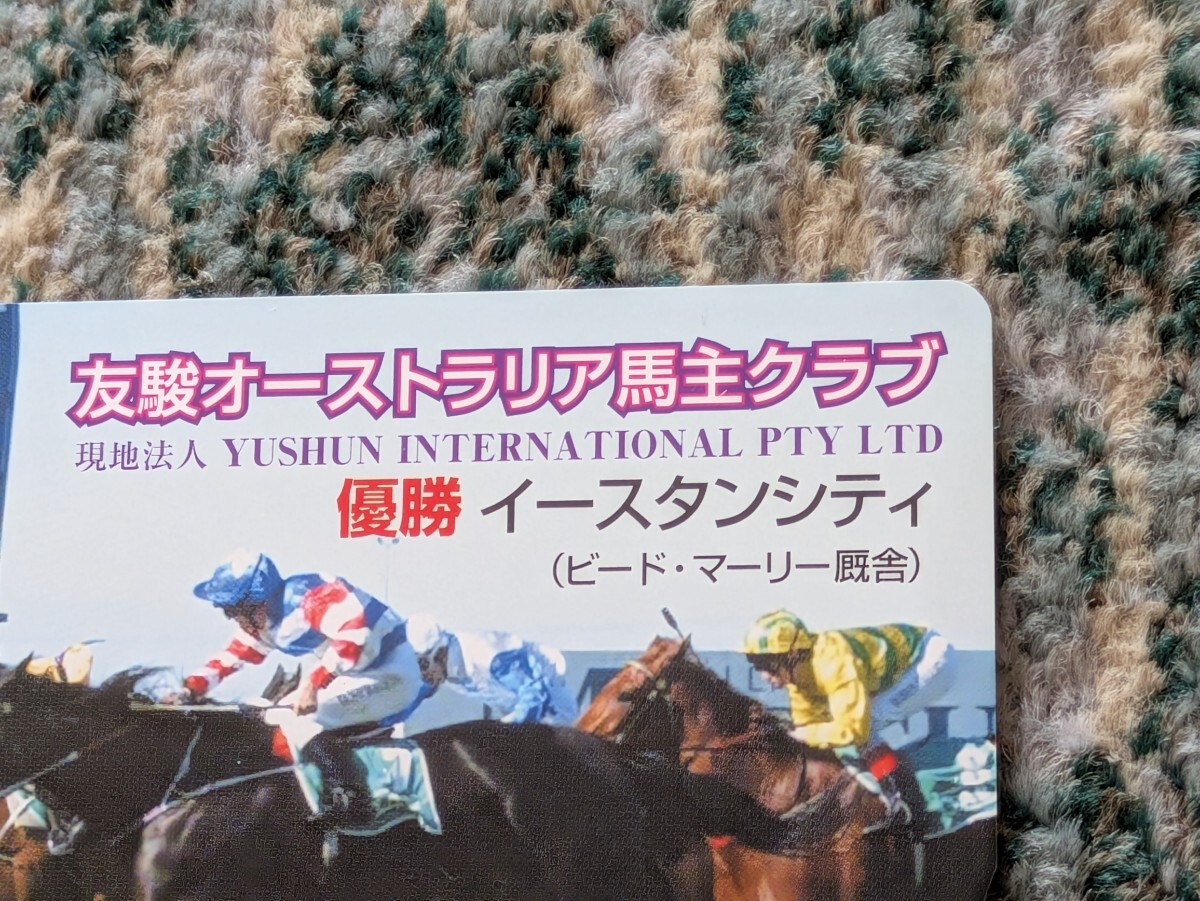 友駿オーストラリア馬主クラブ
現地法人 YUSHUN INTERNATIONAL PTY LTD
優勝 イースタンシティ
（ビード・マーリー厩舎）